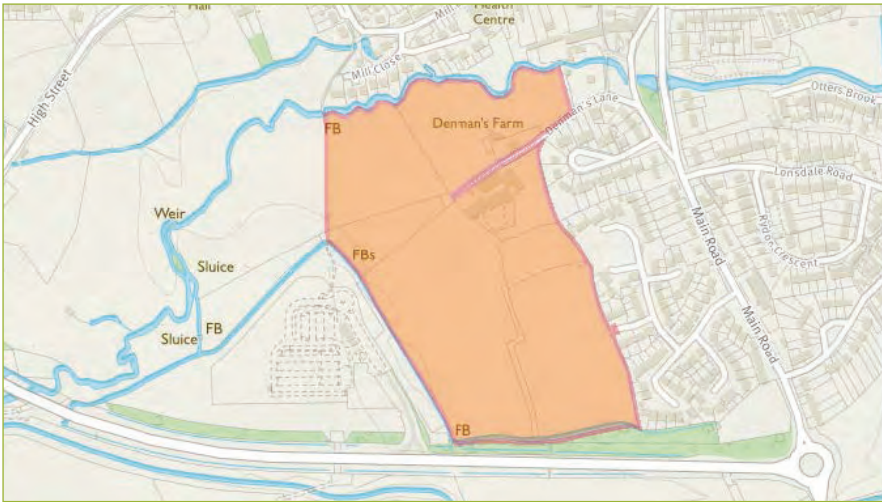 Hall
Mill
Health
Centre
Mill Close
High Street
FB
Denman's Farm
Denman's Lane
Otters Brook
Lonsdale Road
Rydon Crescent
Main Road
Weir
Sluice
FBs
Sluice
FB
Main Road
FB